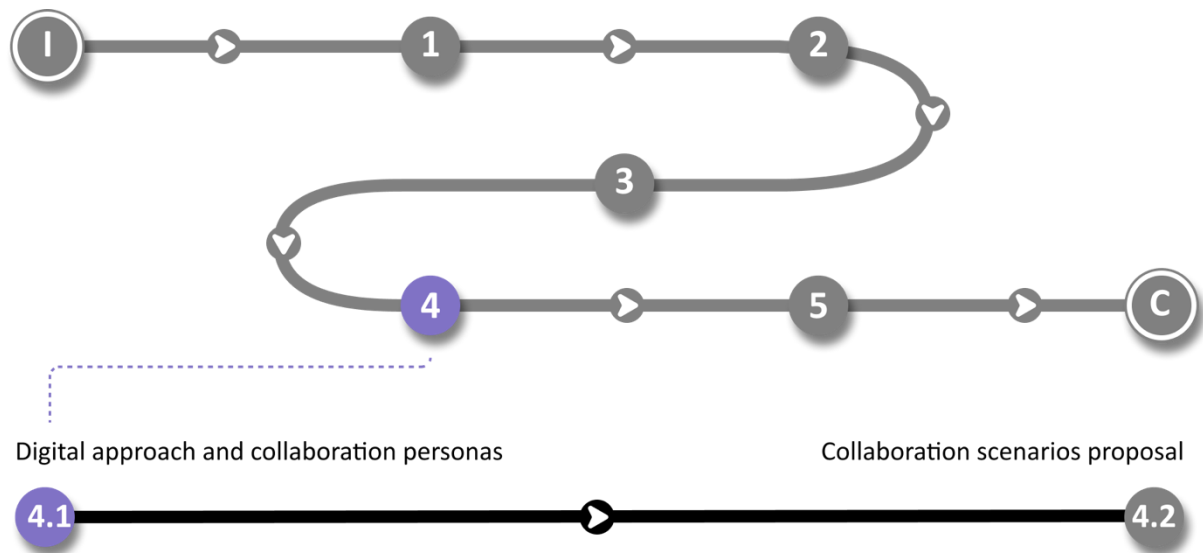 I 1 2
3
4 5 C
Digital approach and collaboration personas Collaboration scenarios proposal
4.1 4.2